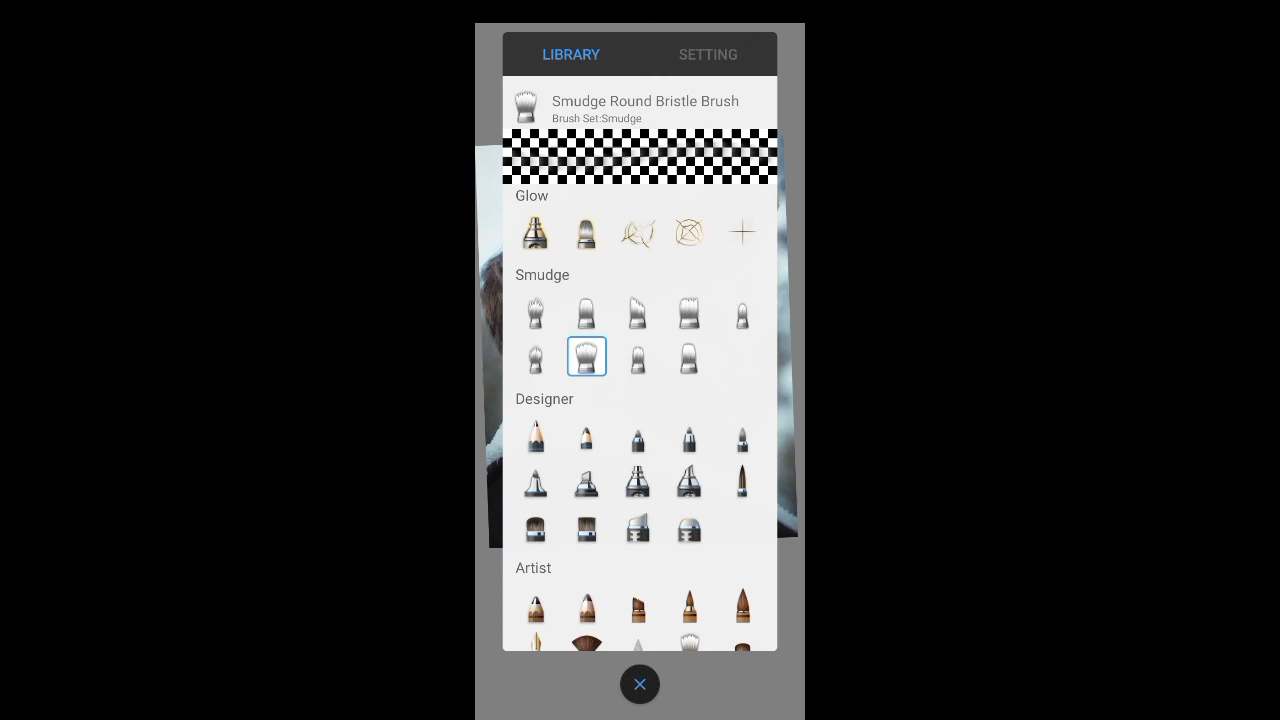 LIBRARY
SETTING
Smudge Round Bristle Brush
Brush Set:Smudge
Glow
Smudge
Designer
Artist